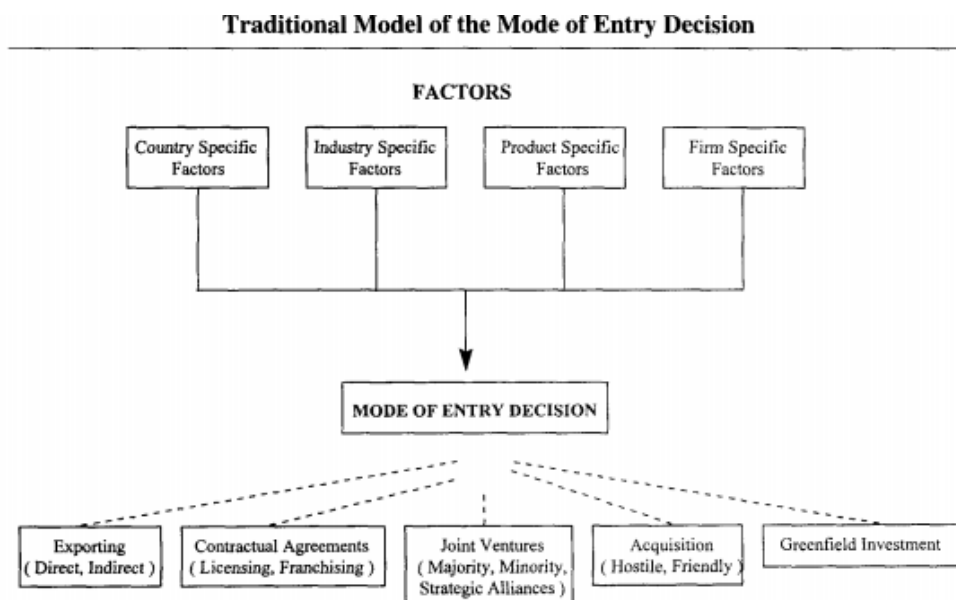 Traditional Model of the Mode of Entry Decision
FACTORS
Country Specific
Factors
Industry Specific
Factors
Product Specific
Factors
Firm Specific
Factors
MODE OF ENTRY DECISION
Exporting
( Direct, Indirect )
Contractual Agreements
( Licensing, Franchising )
Joint Ventures
( Majority, Minority,
Strategic Alliances )
Acquisition
( Hostile, Friendly )
Greenfield Investment